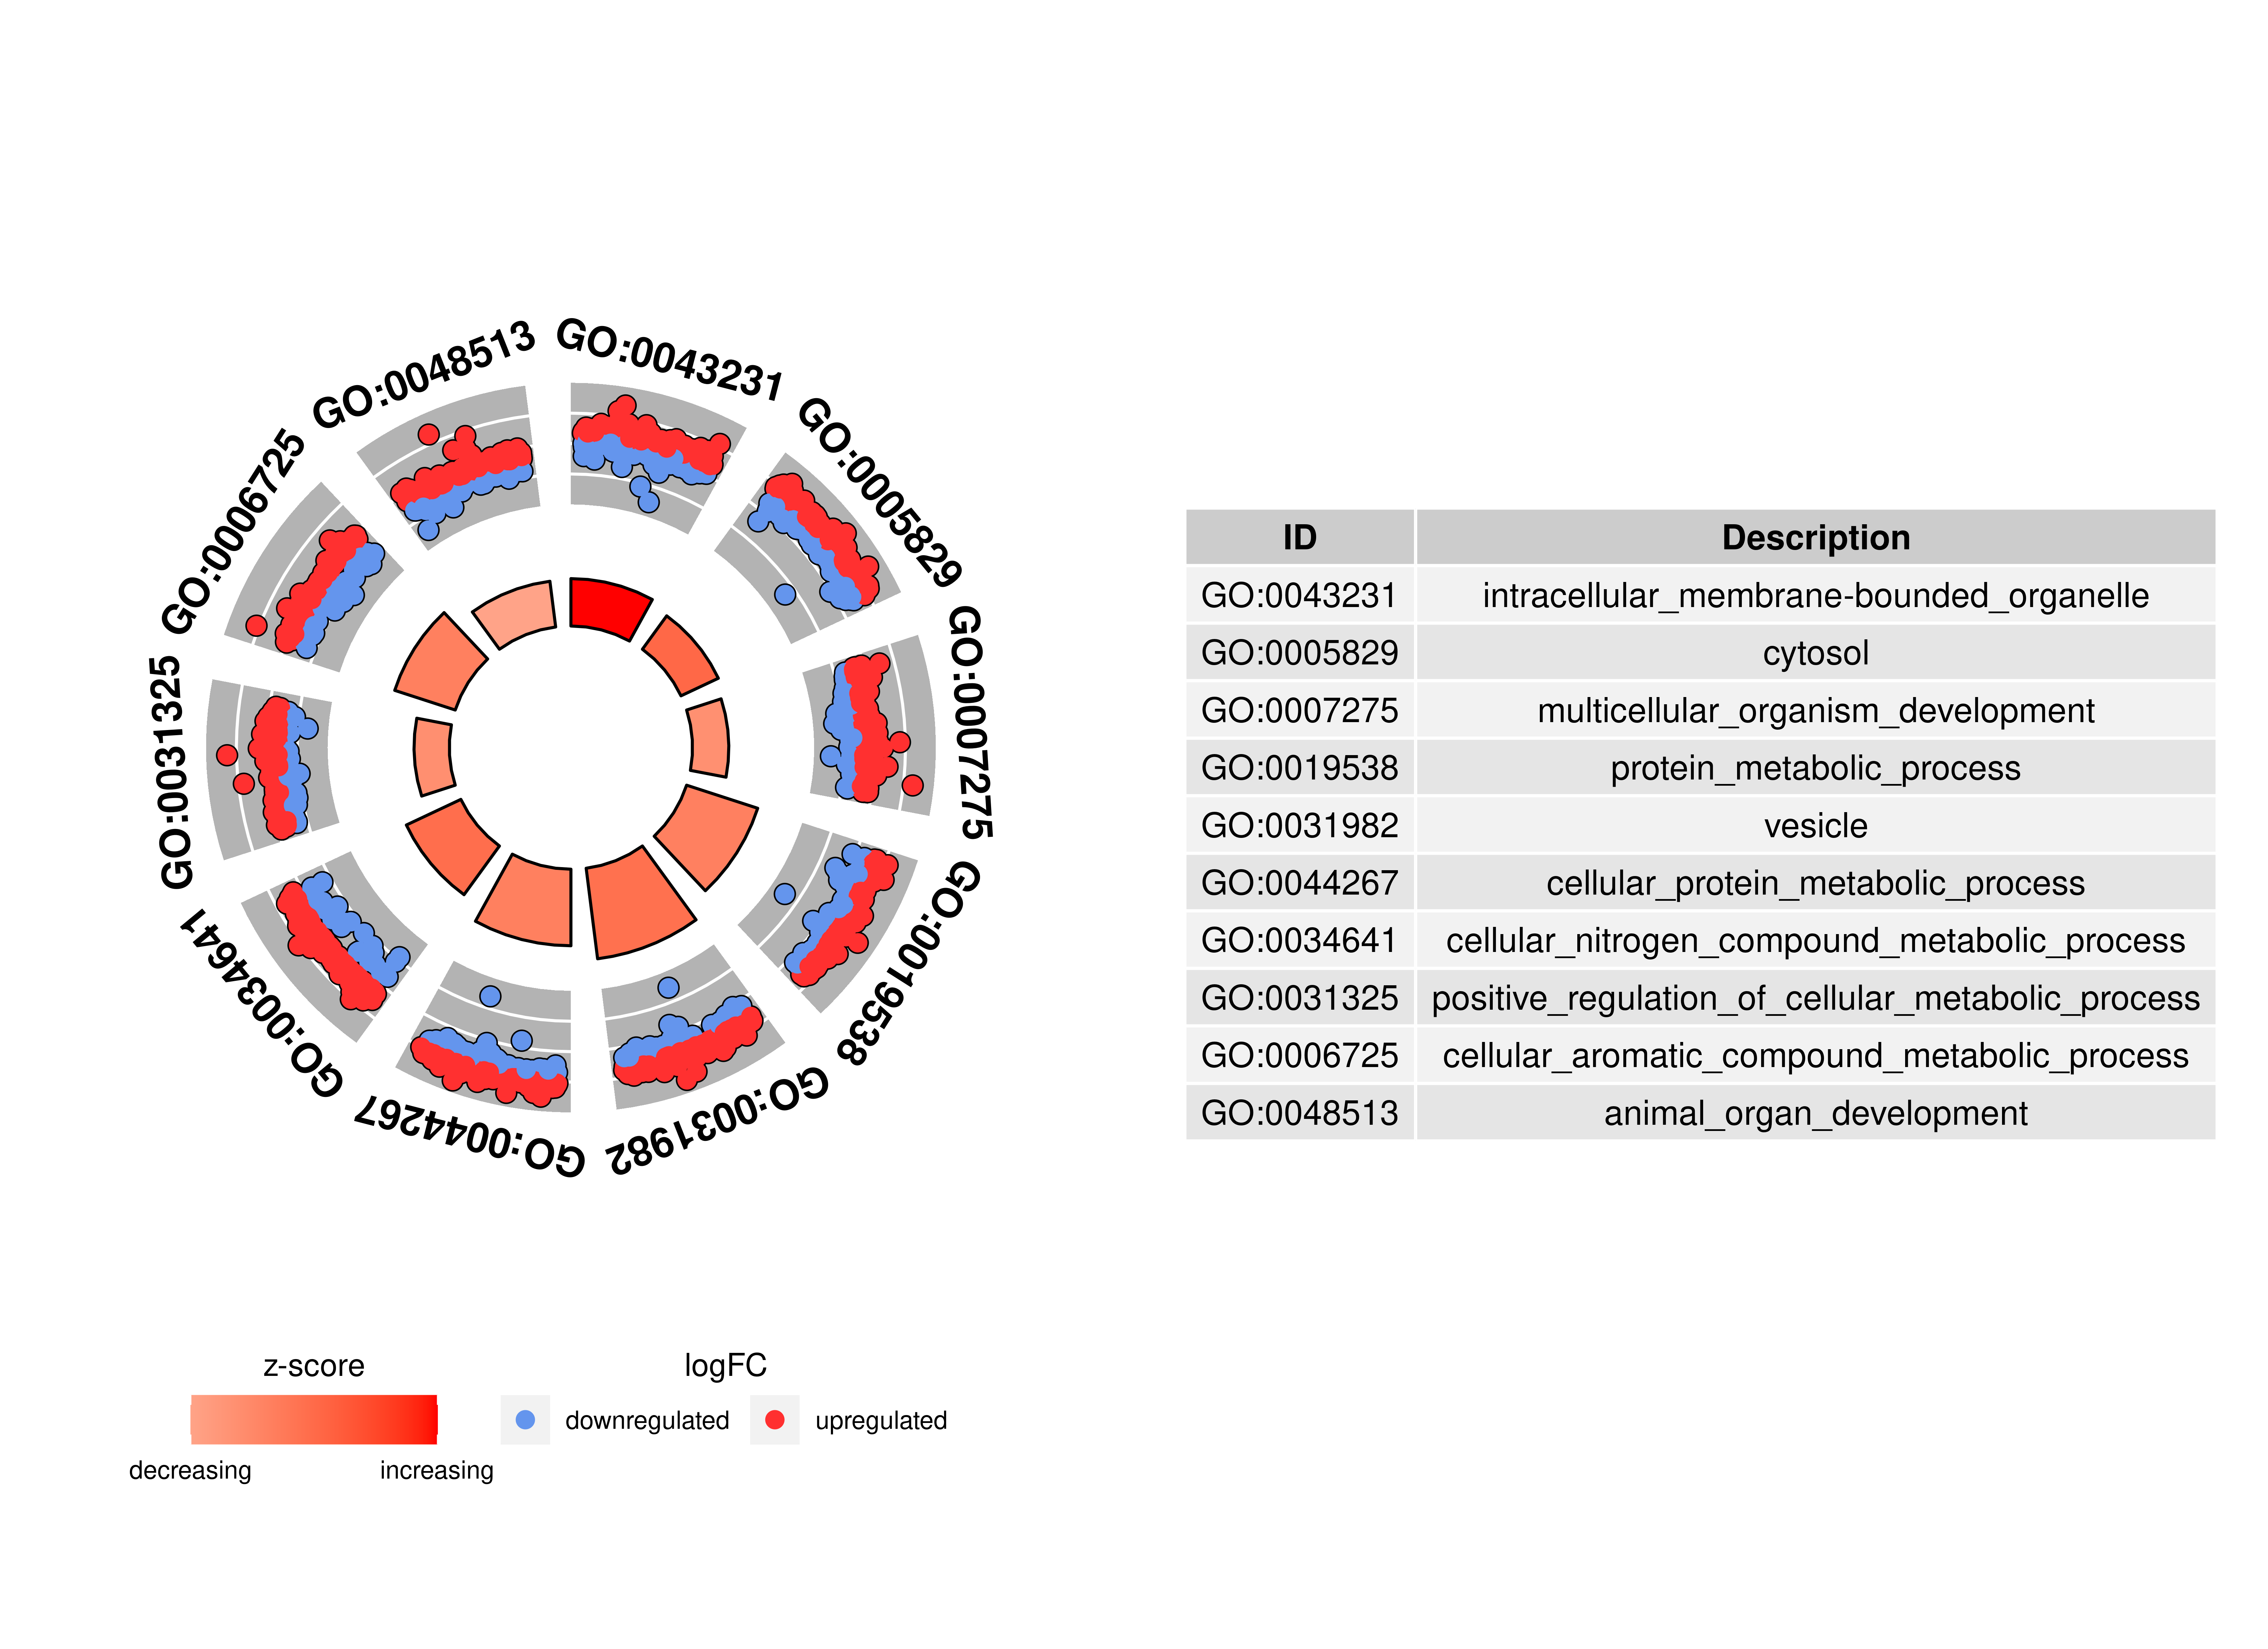 GO:0043231
GO:0005829
GO:0007275
GO:0019538
GO:0031982
GO:0044267
GO:0034641
GO:0031325
GO:0006725
GO:0048513
ID Description
GO:0043231 intracellular_membrane-bounded_organelle
GO:0005829 cytosol
GO:0007275 multicellular_organism_development
GO:0019538 protein_metabolic_process
GO:0031982 vesicle
GO:0044267 cellular_protein_metabolic_process
GO:0034641 cellular_nitrogen_compound_metabolic_process
GO:0031325 positive_regulation_of_cellular_metabolic_process
GO:0006725 cellular_aromatic_compound_metabolic_process
GO:0048513 animal_organ_development
z-score
decreasing increasing
logFC
downregulated upregulated